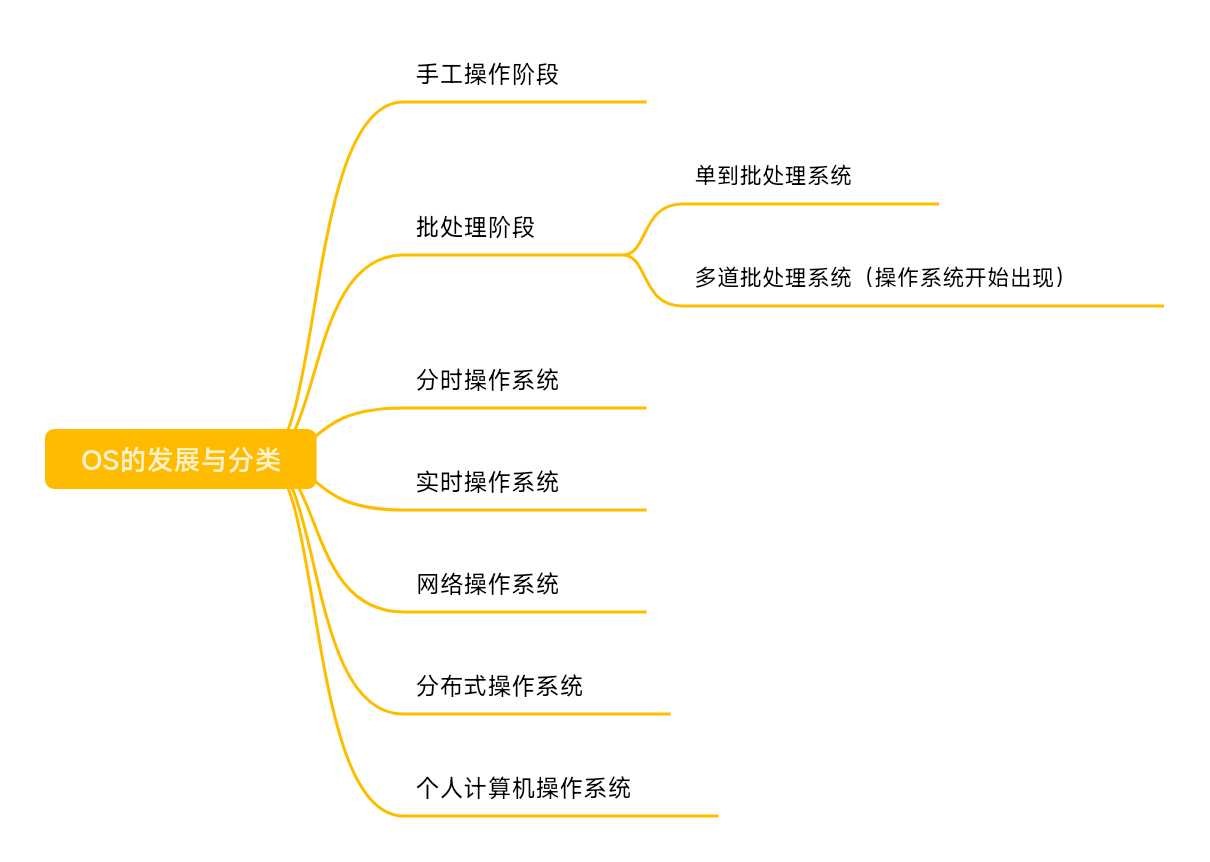 手工操作阶段
单到批处理系统
批处理阶段
多道批处理系统（操作系统开始出现）
分时操作系统
OS的发展与分类
实时操作系统
网络操作系统
分布式操作系统
个人计算机操作系统